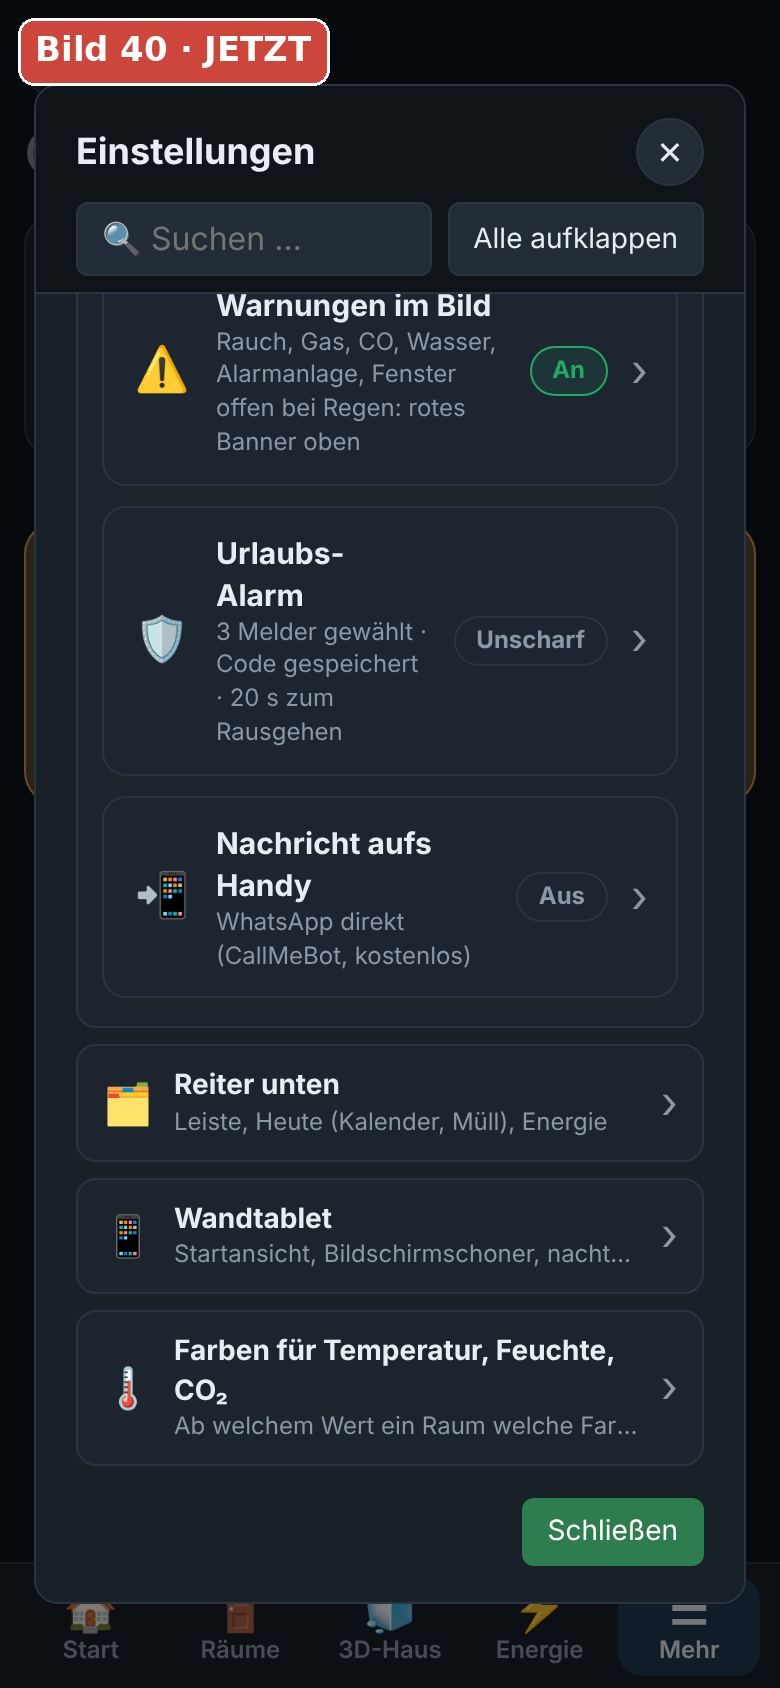 Bild 40 · JETZT
Einstellungen
✕
Suchen ...
Alle aufklappen
Warnungen im Bild
Rauch, Gas, CO, Wasser,
Alarmanlage, Fenster
offen bei Regen: rotes
Banner oben
An
Urlaubs-
Alarm
3 Melder gewählt ·
Code gespeichert
· 20 s zum
Rausgehen
Unscharf
Nachricht aufs
Handy
WhatsApp direkt
(CallMeBot, kostenlos)
Aus
Reiter unten
Leiste, Heute (Kalender, Müll), Energie
Wandtablet
Startansicht, Bildschirmschoner, nacht...
Farben für Temperatur, Feuchte,
CO₂
Ab welchem Wert ein Raum welche Far...
Schließen
Start
Räume
3D-Haus
Energie
Mehr